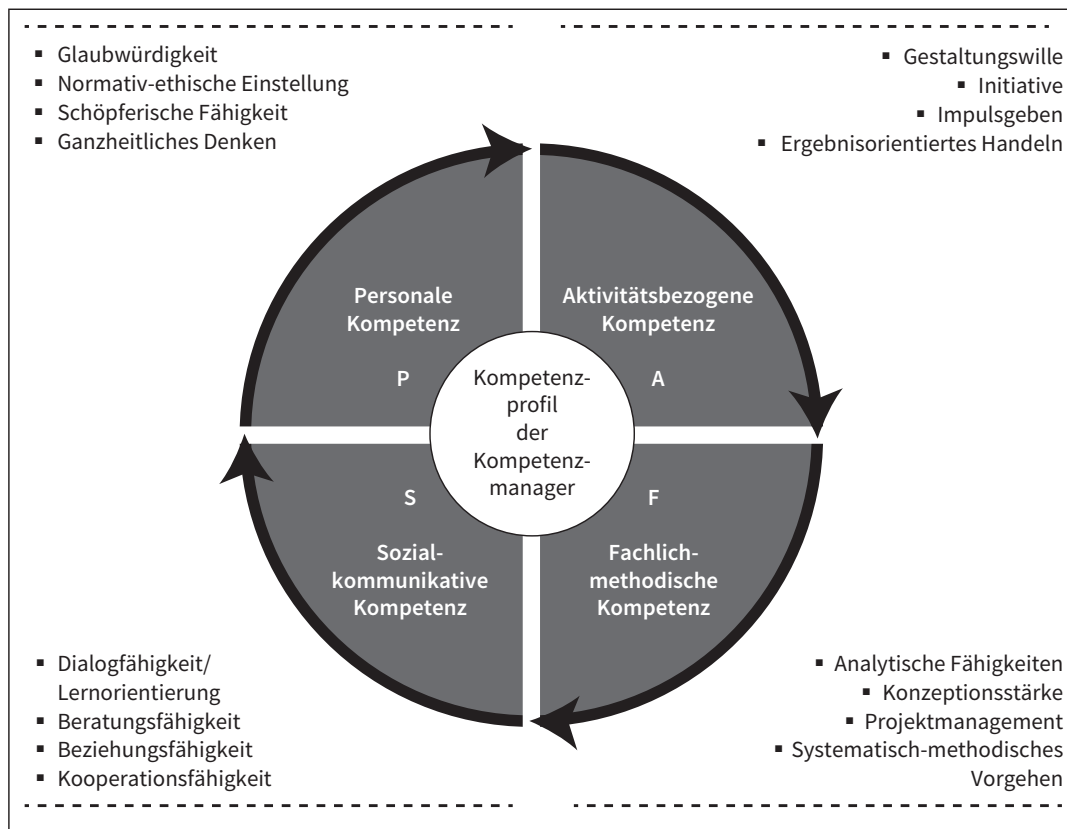 ▪ Glaubwürdigkeit
▪ Normativ-ethische Einstellung
▪ Schöpferische Fähigkeit
▪ Ganzheitliches Denken
▪ Gestaltungswille
▪ Initiative
▪ Impulsgeben
▪ Ergebnisorientiertes Handeln
Personale
Kompetenz
P
Aktivitätsbezogene
Kompetenz
A
Kompetenz-
profil
der
Kompetenz-
manager
S
Sozial-
kommunikative
Kompetenz
F
Fachlich-
methodische
Kompetenz
▪ Dialogfähigkeit/
Lernorientierung
▪ Beratungsfähigkeit
▪ Beziehungsfähigkeit
▪ Kooperationsfähigkeit
▪ Analytische Fähigkeiten
▪ Konzeptionsstärke
▪ Projektmanagement
▪ Systematisch-methodisches
Vorgehen